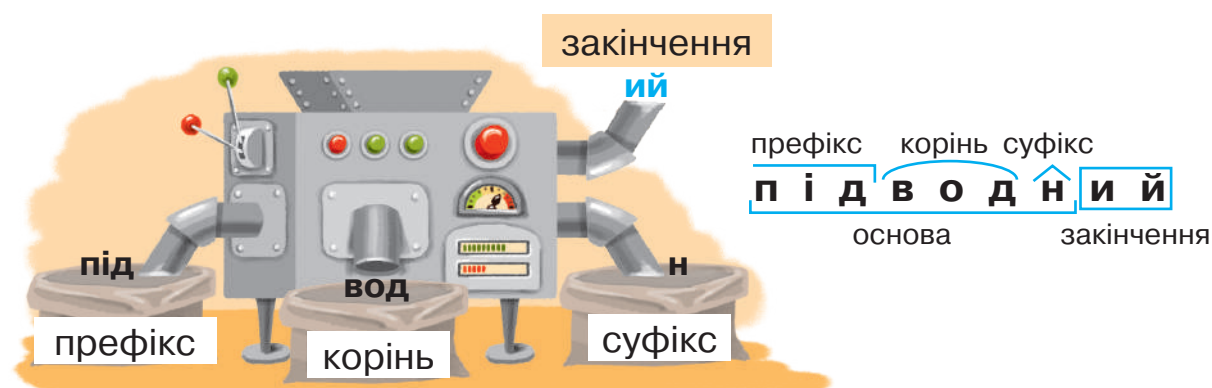 закінчення
ий
під
вод
н
префікс
корінь
суфікс
префікс корінь суфікс
підводний
основа закінчення